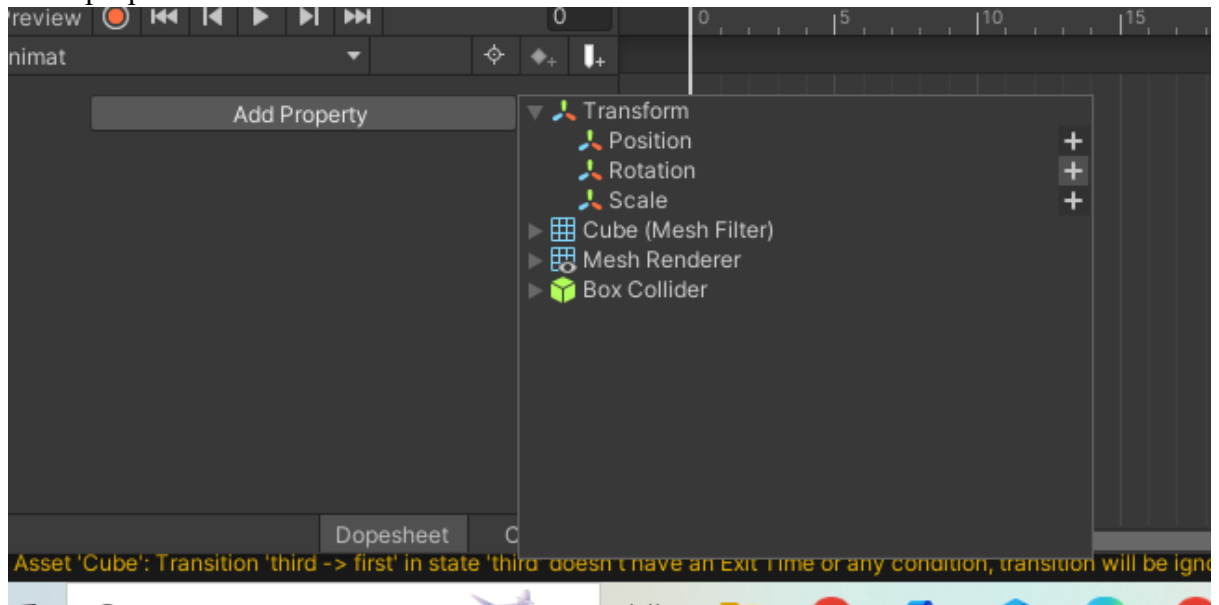 Preview 0 0 5 10 15
nimat
Add Property
Transform
Position
Rotation
Scale
Cube (Mesh Filter)
Mesh Renderer
Box Collider
Dopesheet C
Asset 'Cube': Transition 'third -> first' in state 'third' doesn't have an Exit Time or any condition, transition will be igno